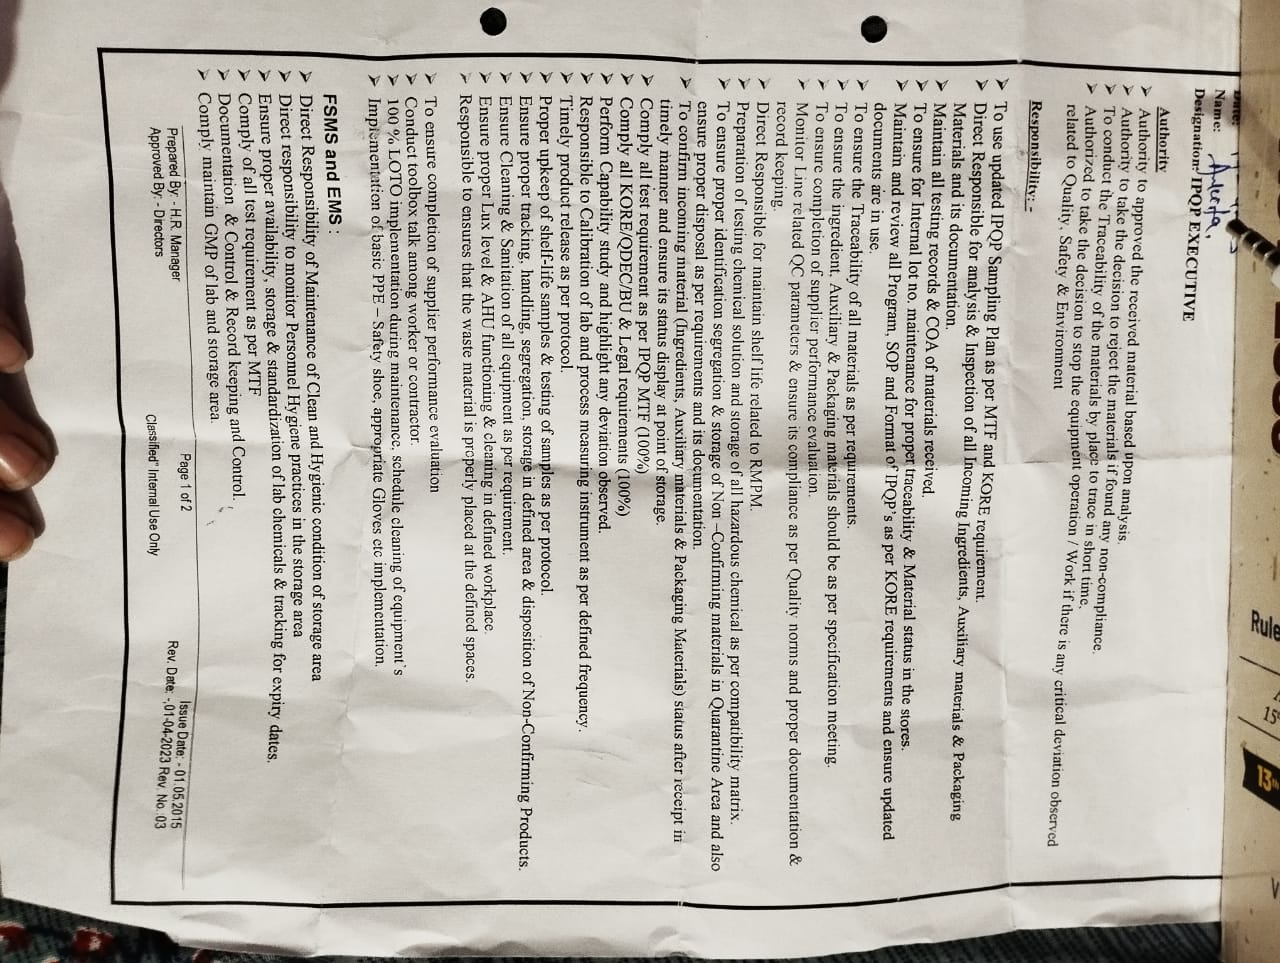 Rule
15
13th
V
Date:
Name:
Designation: IPQP EXECUTIVE
Authority
➢ Authority to approved the received material based upon analysis.
➢ Authority to take the decision to reject the materials if found any non-compliance.
➢ To conduct the Traceability of the materials by place to trace in short time.
➢ Authorized to take the decision to stop the equipment operation / Work if there is any critical deviation observed
related to Quality, Safety & Environment
Responsibility: -
➢ To use updated IPQP Sampling Plan as per MTF and KORE requirement.
➢ Direct Responsible for analysis & Inspection of all Incoming Ingredients, Auxiliary materials & Packaging
Materials and its documentation.
➢ Maintain all testing records & COA of materials received.
➢ To ensure for Internal lot no. maintenance for proper traceability & Material status in the stores.
➢ Maintain and review all Program, SOP and Format of IPQP's as per KORE requirements and ensure updated
documents are in use.
➢ To ensure the Traceability of all materials as per requirements.
➢ To ensure the ingredient, Auxiliary & Packaging materials should be as per specification meeting.
➢ To ensure completion of supplier performance evaluation.
➢ Monitor Line related QC parameters & ensure its compliance as per Quality norms and proper documentation &
record keeping.
➢ Direct Responsible for maintain shelf life related to RMPM.
➢ Preparation of testing chemical solution and storage of all hazardous chemical as per compatibility matrix.
➢ To ensure proper identification segregation & storage of Non –Confirming materials in Quarantine Area and also
ensure proper disposal as per requirements and its documentation.
➢ To confirm incoming material (Ingredients, Auxiliary materials & Packaging Materials) status after receipt in
timely manner and ensure its status display at point of storage.
➢ Comply all test requirement as per IPQP MTF (100%)
➢ Comply all KORE/QDEC/BU & Legal requirements (100%)
➢ Perform Capability study and highlight any deviation observed.
➢ Responsible to Calibration of lab and process measuring instrument as per defined frequency.
➢ Timely product release as per protocol.
➢ Proper upkeep of shelf-life samples & testing of samples as per protocol.
➢ Ensure proper tracking, handling, segregation, storage in defined area & disposition of Non-Confirming Products.
➢ Ensure Cleaning & Sanitation of all equipment as per requirement.
➢ Ensure proper Lux level & AHU functioning & cleaning in defined workplace.
➢ Responsible to ensures that the waste material is properly placed at the defined spaces.
➢ To ensure completion of supplier performance evaluation
➢ Conduct toolbox talk among worker or contractor.
➢ 100 % LOTO implementation during maintenance, schedule cleaning of equipment's
➢ Implementation of basic PPE – Safety shoe, appropriate Gloves etc implementation.
FSMS and EMS :
➢ Direct Responsibility of Maintenance of Clean and Hygienic condition of storage area
➢ Direct responsibility to monitor Personnel Hygiene practices in the storage area
➢ Ensure proper availability, storage & standardization of lab chemicals & tracking for expiry dates.
➢ Comply of all test requirement as per MTF
➢ Documentation & Control & Record keeping and Control.
➢ Comply maintain GMP of lab and storage area.
Prepared By: - H.R. Manager
Approved By: - Directors
Page 1 of 2
Classified" Internal Use Only
Issue Date: - 01.05.2015
Rev. Date: -,01-04-2023 Rev. No.:03